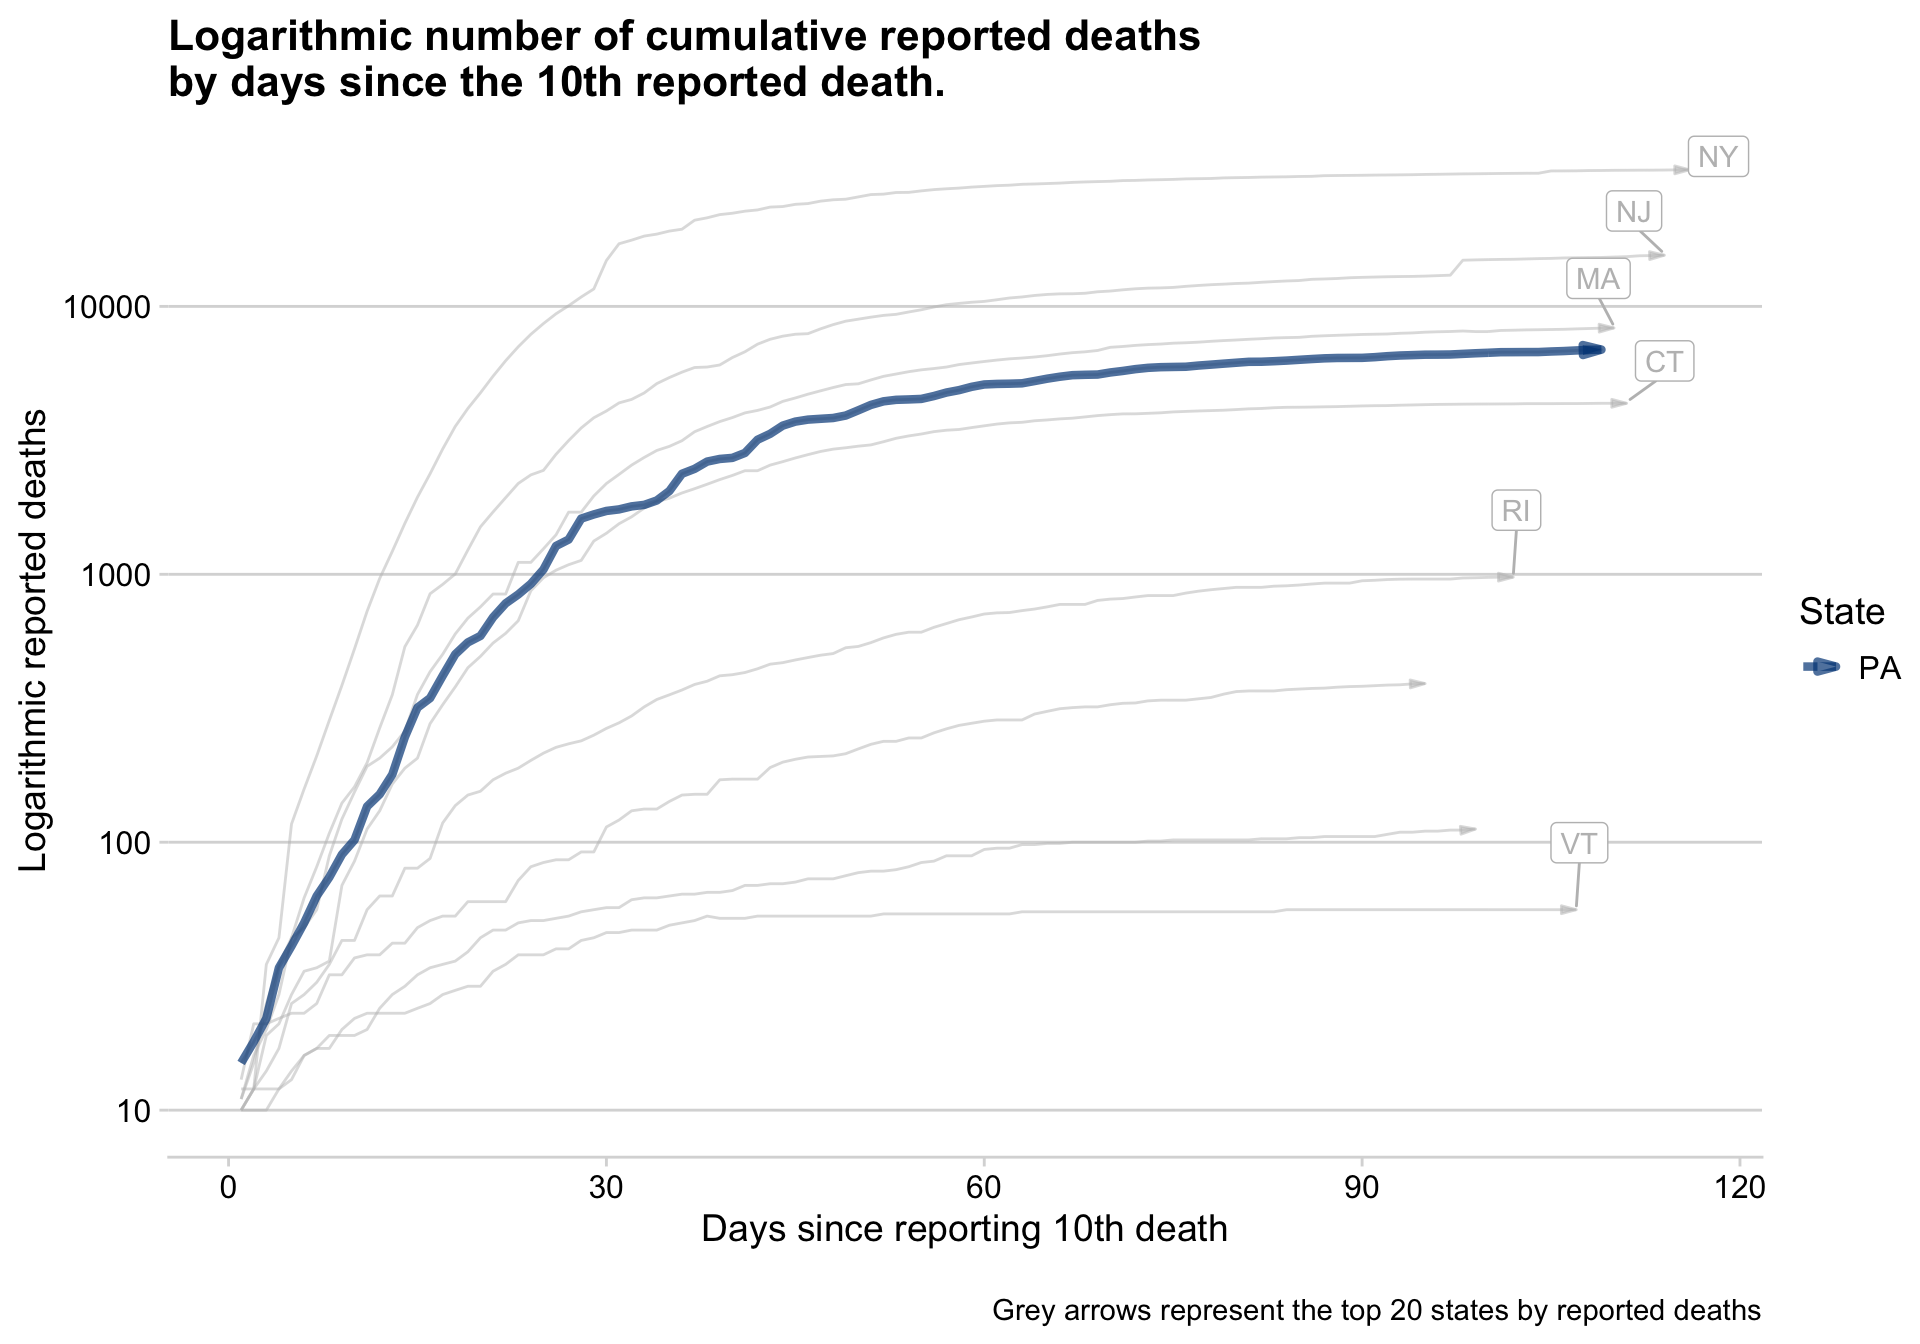 Logarithmic number of cumulative reported deaths
by days since the 10th reported death.
NY
NJ
MA
CT
RI
VT
10000
1000
100
10
Logarithmic reported deaths
0 30 60 90 120
Days since reporting 10th death
State
PA
Grey arrows represent the top 20 states by reported deaths